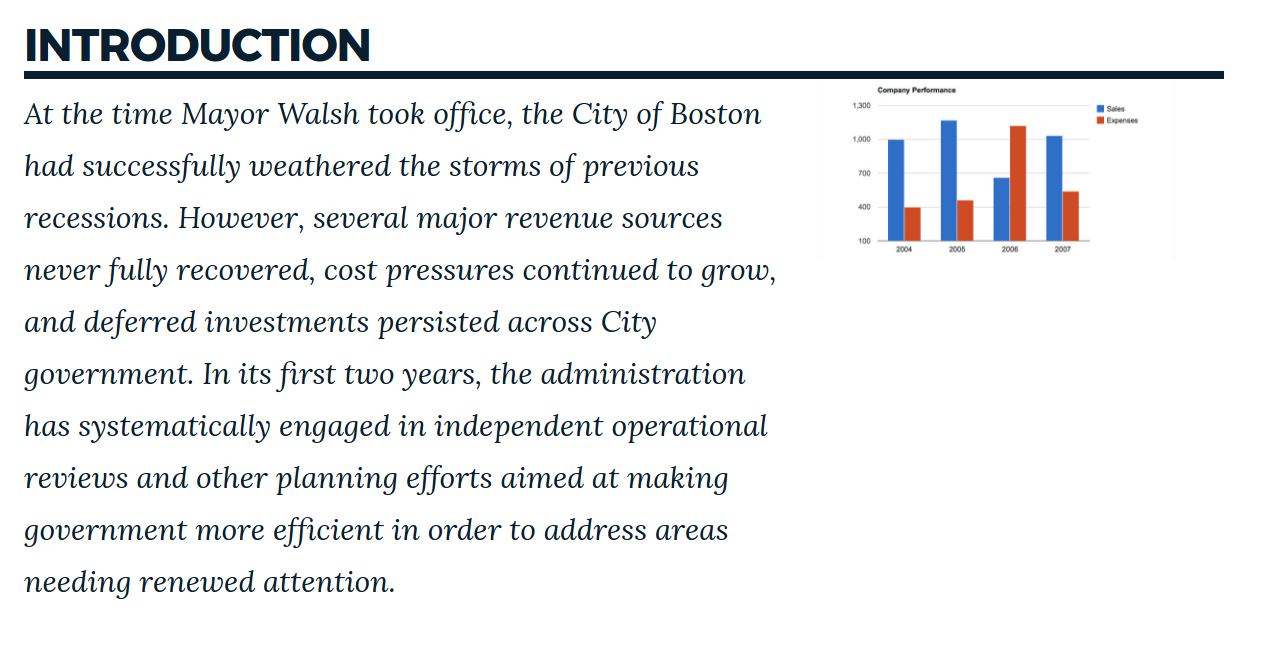 INTRODUCTION
At the time Mayor Walsh took office, the City of Boston
had successfully weathered the storms of previous
recessions. However, several major revenue sources
never fully recovered, cost pressures continued to grow,
and deferred investments persisted across City
government. In its first two years, the administration
has systematically engaged in independent operational
reviews and other planning efforts aimed at making
government more efficient in order to address areas
needing renewed attention.
Company Performance
1,300
1,000
700
400
100
2004 2005 2006 2007
Sales
Expenses